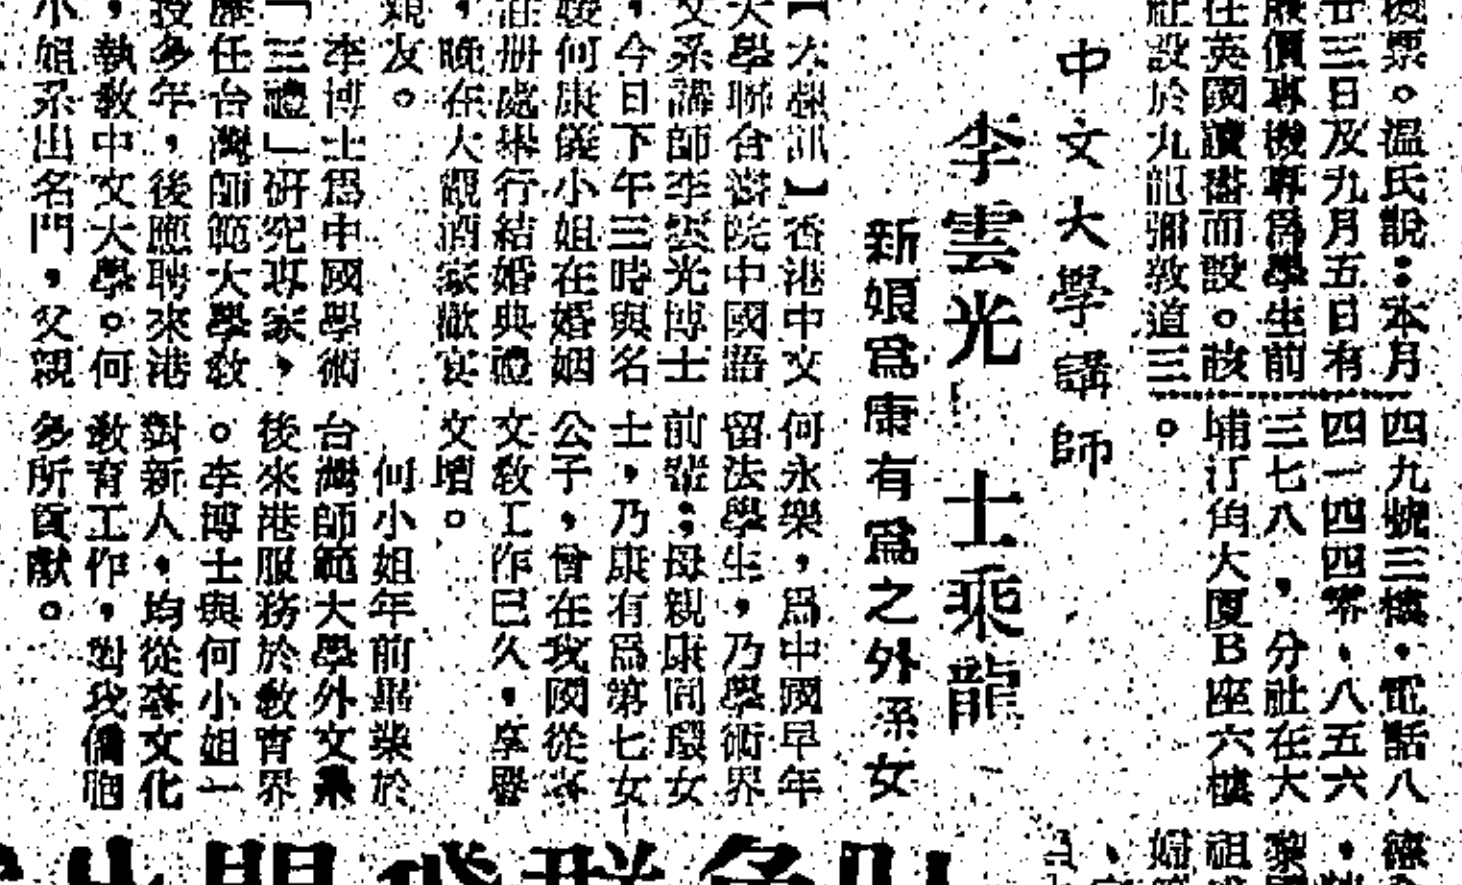 機票。溫氏說：本月
廿三日及九月五日有
廉價專機專爲學生前
往英國讀書而設。該
社設於九龍彌敦道三
四九號三樓，電話八
四一四四零，八五六
三七八，分社在大
埔汀角大厦B座六樓
。
中文大學講師
李雲光 士乘龍
新娘爲康有爲之外孫女
【本報訊】香港中文
大學聯合書院中國語
文系講師李雲光博士
，今日下午三時與名
媛何康儀小姐在婚姻
註册處舉行結婚典禮
，晚在大觀酒家歡宴
親友。
李博士爲中國學術
「三禮」研究專家，
歷任台灣師範大學敎
授多年，後應聘來港
，執敎中文大學。何
小姐系出名門，父親
何永樂，爲中國早年
留法學生，乃學術界
前輩；母親康同環女
士，乃康有爲第七女
公子，曾在我國從事
文敎工作已久，享譽
文壇。
何小姐年前畢業於
台灣師範大學外文系
後來港服務於敎育界
。李博士與何小姐一
對新人，均從事文化
敎育工作，對我僑胞
多所貢獻。